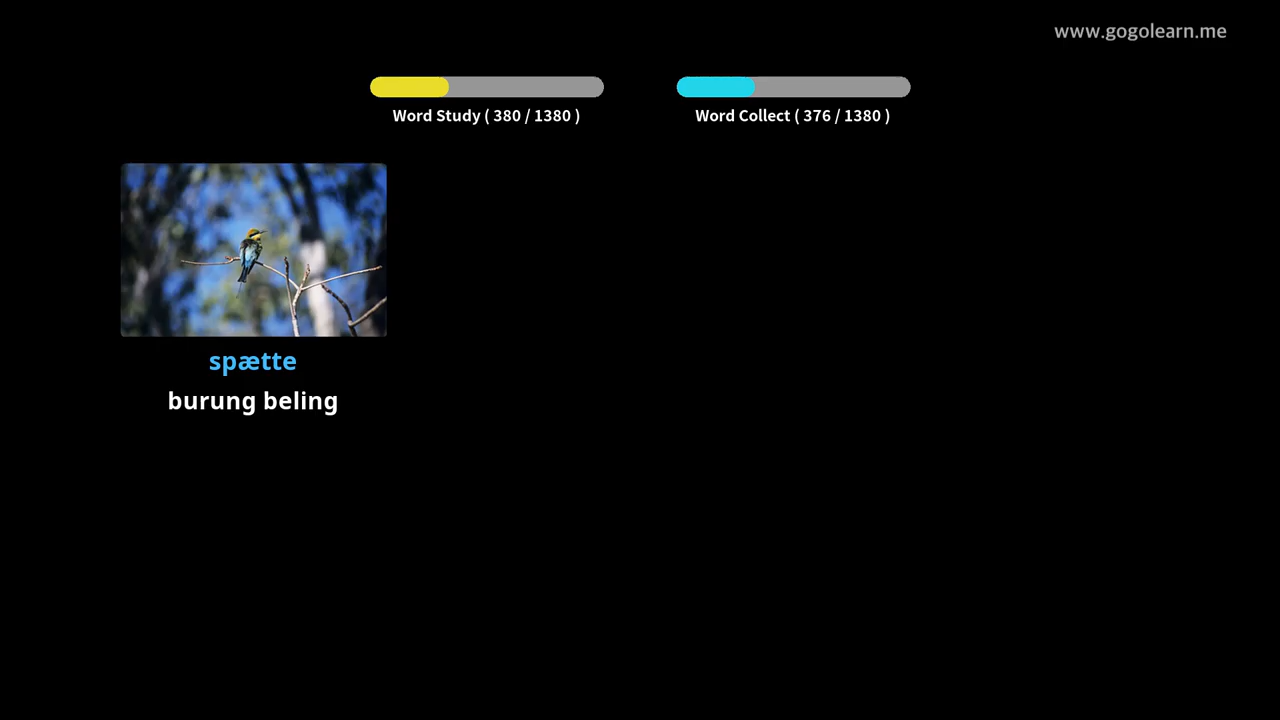 www.gogolearn.me
Word Study ( 380 / 1380 )
Word Collect ( 376 / 1380 )
spætte
burung beling